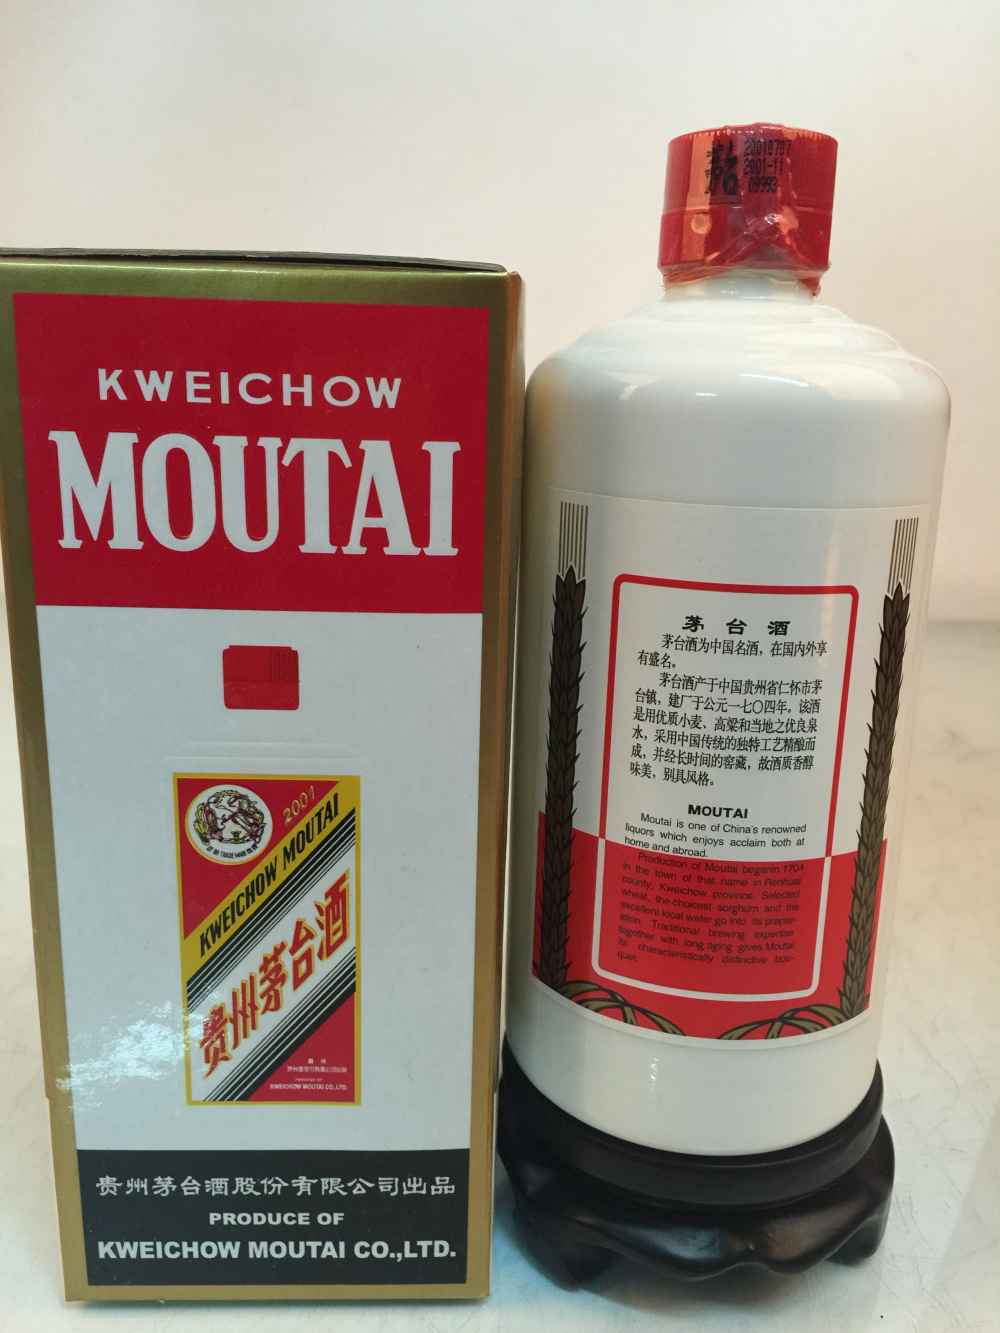 KWEICHOW
MOUTAI
2001
KWEICHOW MOUTAI
贵州茅台酒
KWEICHOW MOUTAI CO.,LTD.
贵州茅台酒股份有限公司出品
PRODUCE OF
KWEICHOW MOUTAI CO.,LTD.
2001-11
09993
茅台酒
茅台酒为中国名酒，在国内外享
有盛名。
茅台酒产于中国贵州省仁怀市茅
台镇，建厂于公元一七〇四年。该酒
是用优质小麦、高粱和当地之优良泉
水，采用中国传统的独特工艺精酿而
成，并经长时间的窖藏，故酒质香醇
味美，别具风格。
MOUTAI
Moutai is one of China's renowned
liquors which enjoys acclaim both at
home and abroad.
Production of Moutai began in 1704
in the town of that name in Renhuai
county, Kweichow province. Selected
wheat, the choicest sorghum and the
excellent local water go into its prepar-
ation. Traditional brewing expertise
together with long aging gives Moutai
its characteristically distinctive bou-
quet.